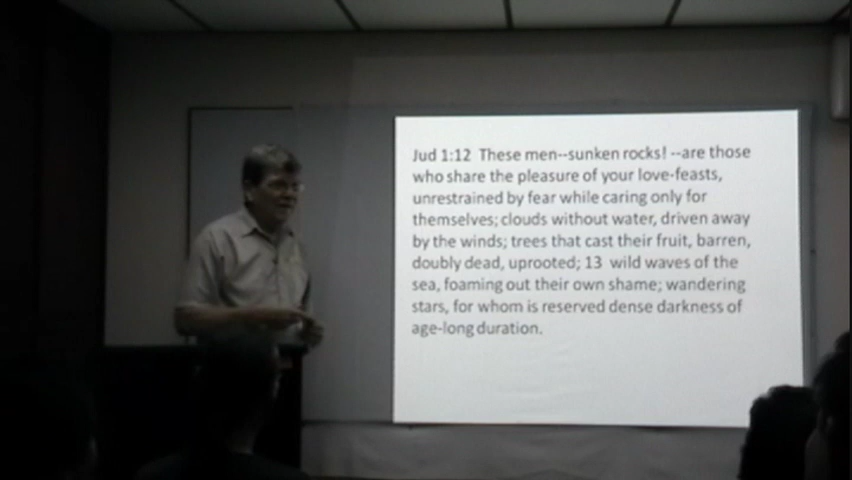 Jud 1:12 These men--sunken rocks! --are those
who share the pleasure of your love-feasts,
unrestrained by fear while caring only for
themselves; clouds without water, driven away
by the winds; trees that cast their fruit, barren,
doubly dead, uprooted; 13 wild waves of the
sea, foaming out their own shame; wandering
stars, for whom is reserved dense darkness of
age-long duration.